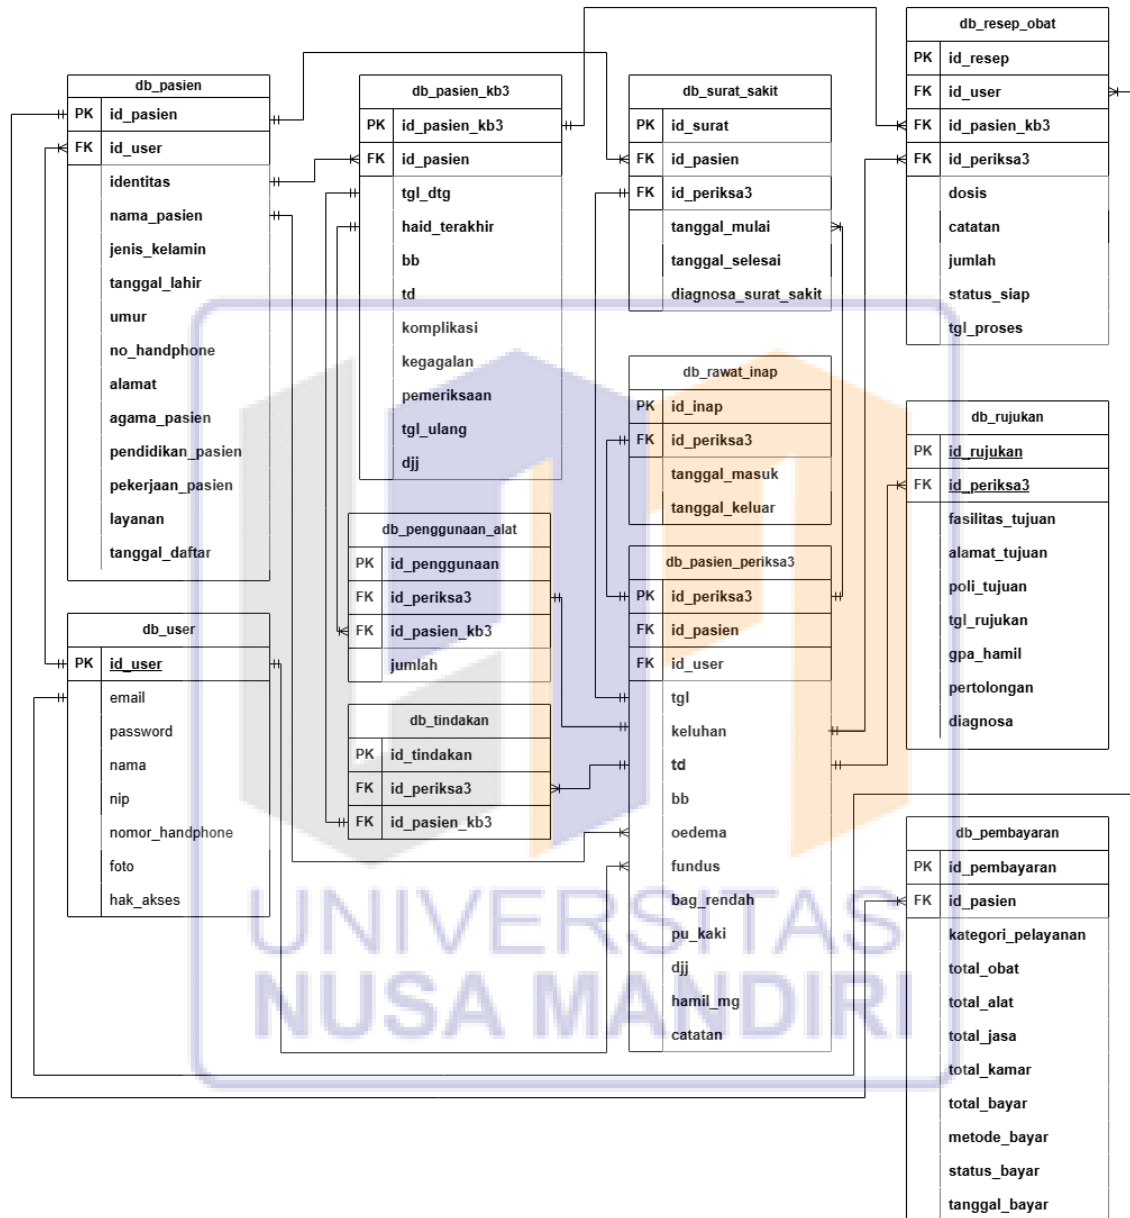 db_pasien
PK id_pasien
FK id_user
identitas
nama_pasien
jenis_kelamin
tanggal_lahir
umur
no_handphone
alamat
agama_pasien
pendidikan_pasien
pekerjaan_pasien
layanan
tanggal_daftar
db_user
PK id_user
email
password
nama
nip
nomor_handphone
foto
hak_akses
db_pasien_kb3
PK id_pasien_kb3
FK id_pasien
tgl_dtg
haid_terakhir
bb
td
komplikasi
kegagalan
pemeriksaan
tgl_ulang
djj
db_penggunaan_alat
PK id_penggunaan
FK id_periksa3
FK id_pasien_kb3
jumlah
db_tindakan
PK id_tindakan
FK id_periksa3
FK id_pasien_kb3
db_surat_sakit
PK id_surat
FK id_pasien
FK id_periksa3
tanggal_mulai
tanggal_selesai
diagnosa_surat_sakit
db_rawat_inap
PK id_inap
FK id_periksa3
tanggal_masuk
tanggal_keluar
db_pasien_periksa3
PK id_periksa3
FK id_pasien
FK id_user
tgl
keluhan
td
bb
oedema
fundus
bag_rendah
pu_kaki
djj
hamil_mg
catatan
db_resep_obat
PK id_resep
FK id_user
FK id_pasien_kb3
FK id_periksa3
dosis
catatan
jumlah
status_siap
tgl_proses
db_rujukan
PK id_rujukan
FK id_periksa3
fasilitas_tujuan
alamat_tujuan
poli_tujuan
tgl_rujukan
gpa_hamil
pertolongan
diagnosa
db_pembayaran
PK id_pembayaran
FK id_pasien
kategori_pelayanan
total_obat
total_alat
total_jasa
total_kamar
total_bayar
metode_bayar
status_bayar
tanggal_bayar
UNIVERSITAS
NUSA MANDIRI